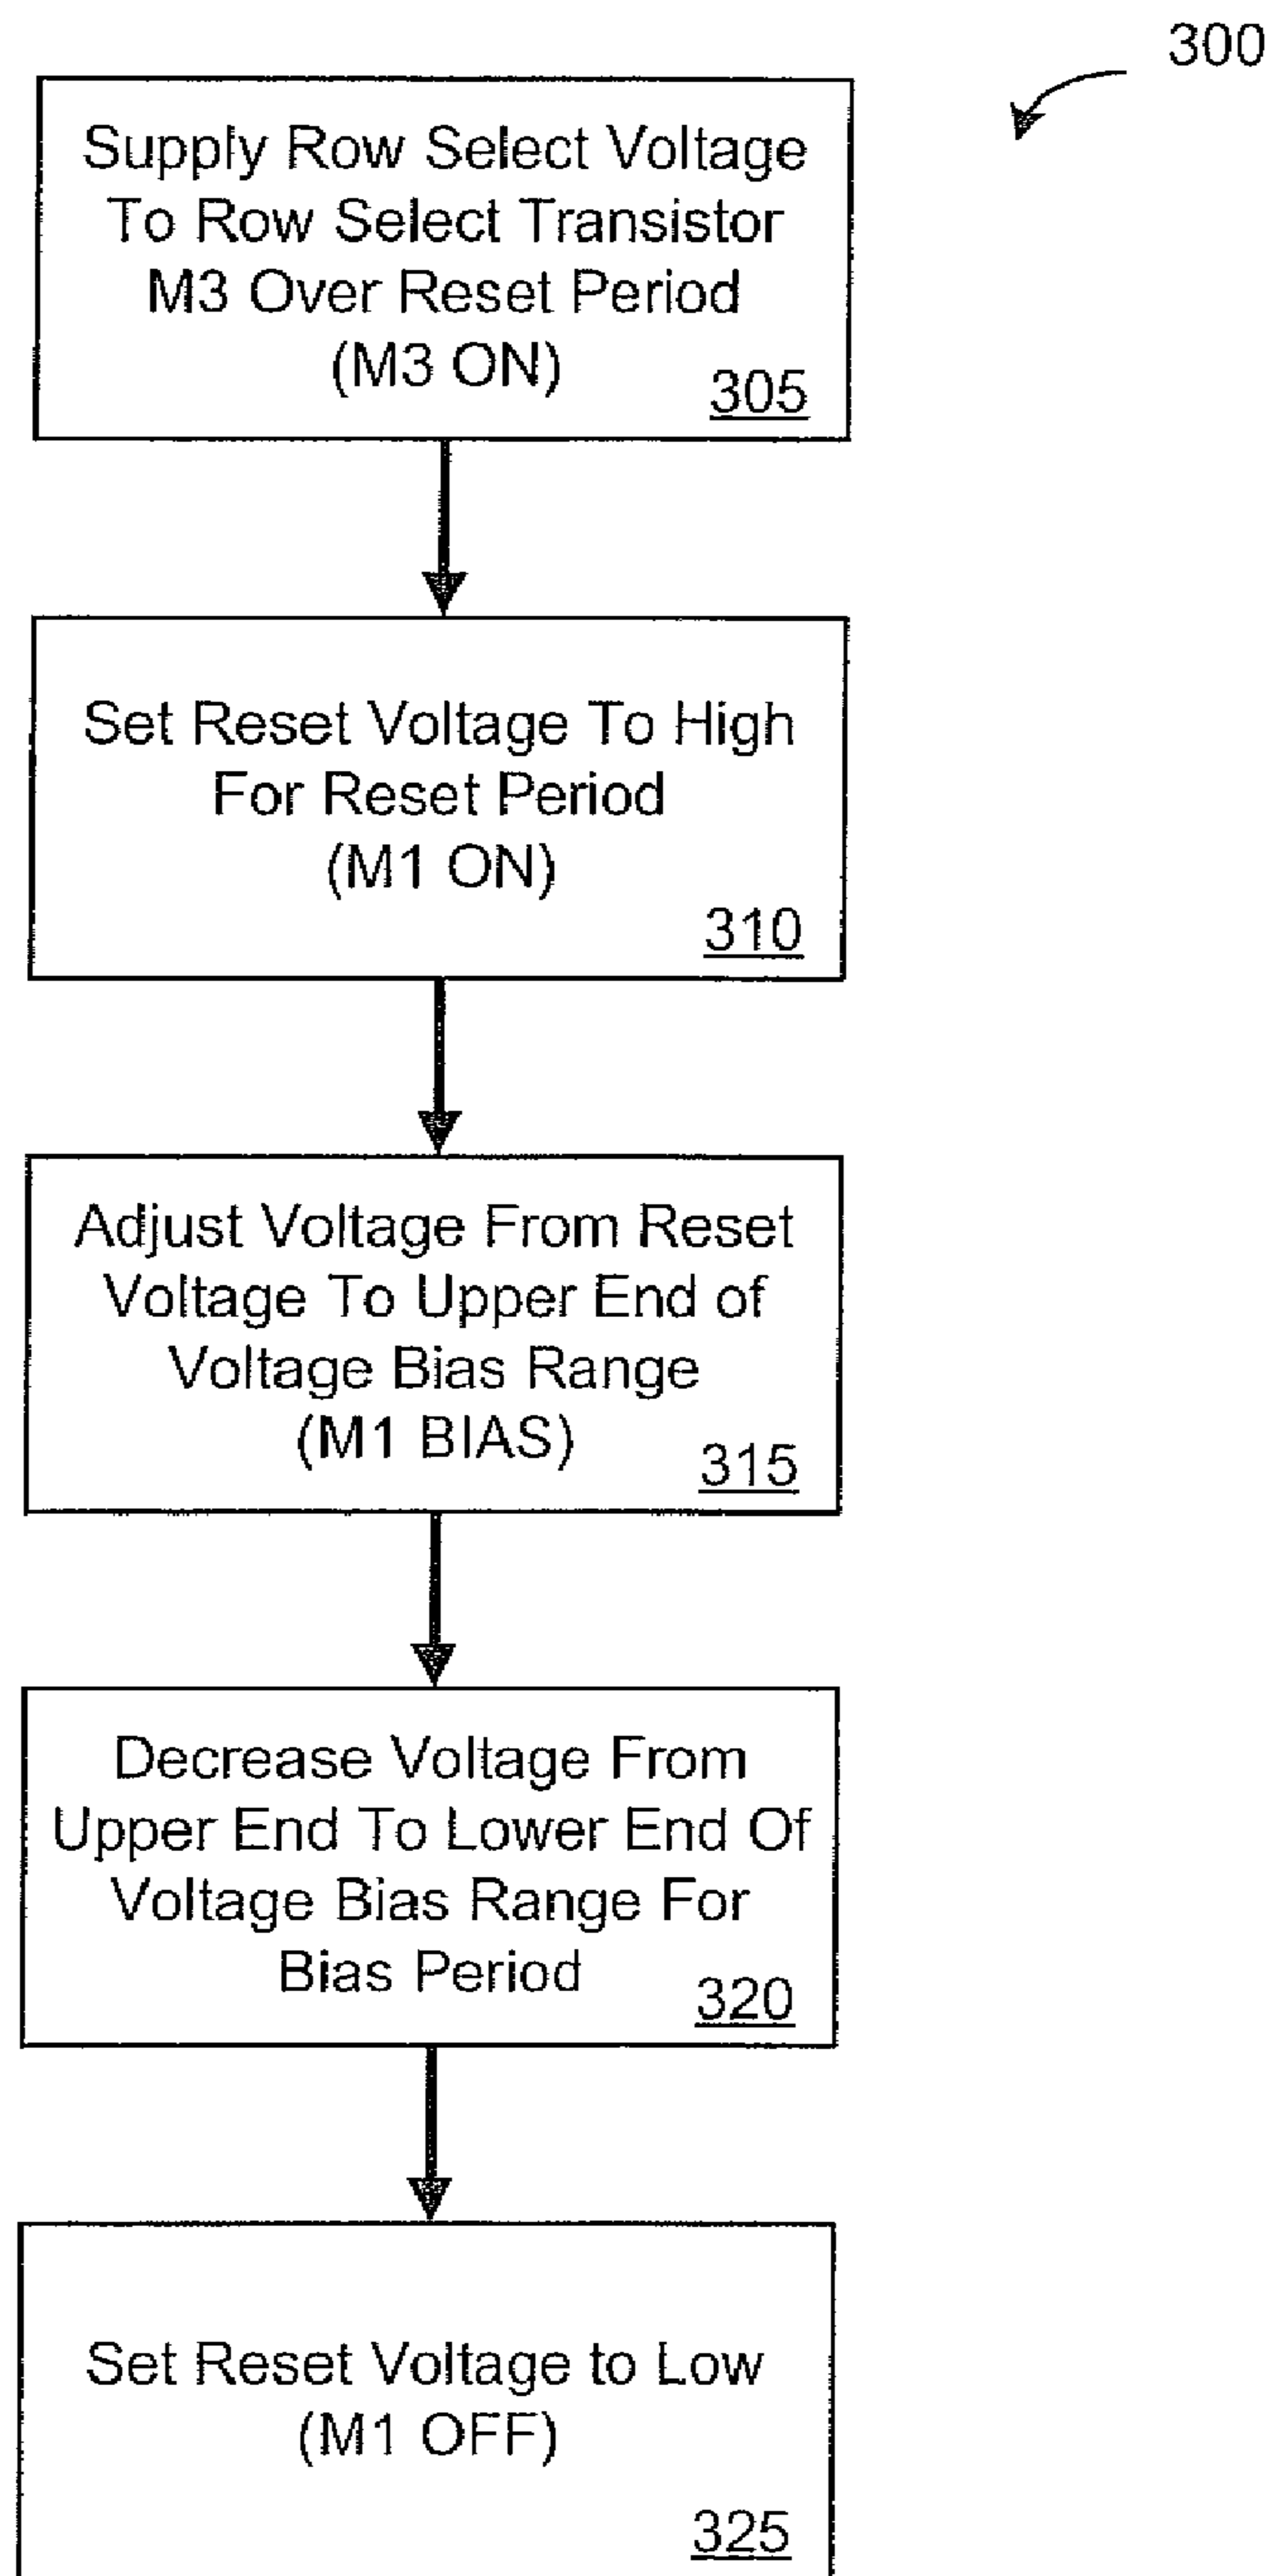 300
Supply Row Select Voltage
To Row Select Transistor
M3 Over Reset Period
(M3 ON)
305
Set Reset Voltage To High
For Reset Period
(M1 ON)
310
Adjust Voltage From Reset
Voltage To Upper End of
Voltage Bias Range
(M1 BIAS)
315
Decrease Voltage From
Upper End To Lower End Of
Voltage Bias Range For
Bias Period
320
Set Reset Voltage to Low
(M1 OFF)
325